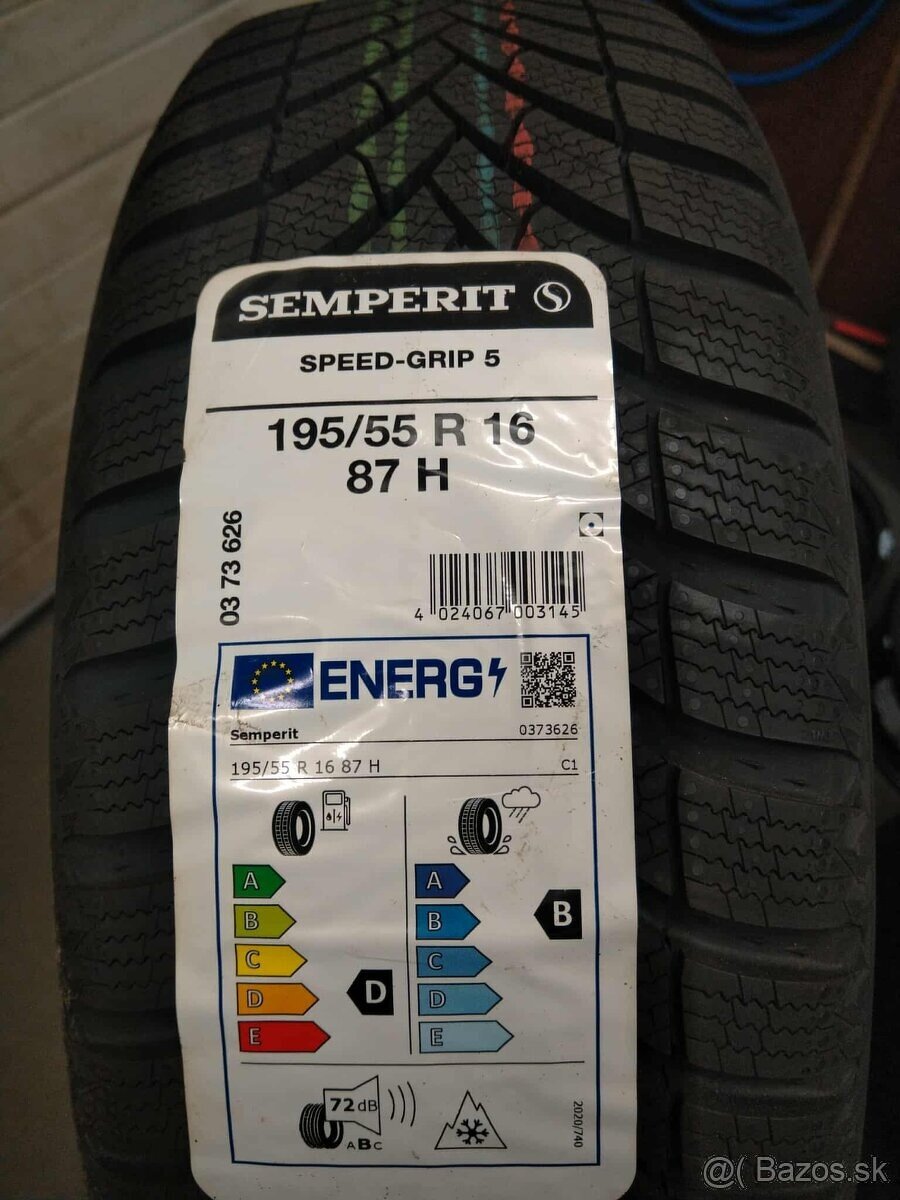 SEMPERIT
SPEED-GRIP 5
195/55 R 16
87 H
03 73 626
4 024067 003145
ENERG
Semperit 0373626
195/55 R 16 87 H C1
A A
B B B
C C
D D D
E E
72 dB
ABC
2020/740
@( Bazos.sk